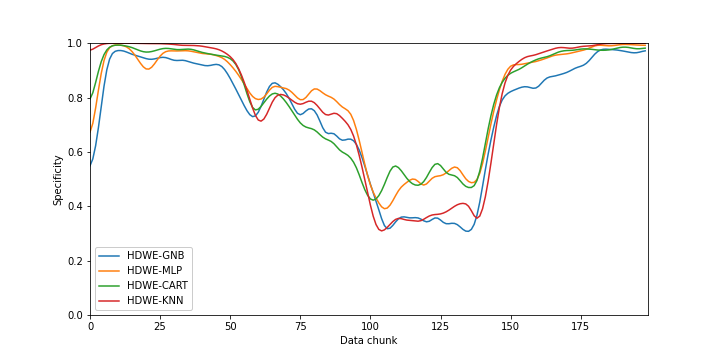 1.0
0.8
0.6
0.4
0.2
0.0
Specificity
HDWE-GNB
HDWE-MLP
HDWE-CART
HDWE-KNN
0 25 50 75 100 125 150 175
Data chunk